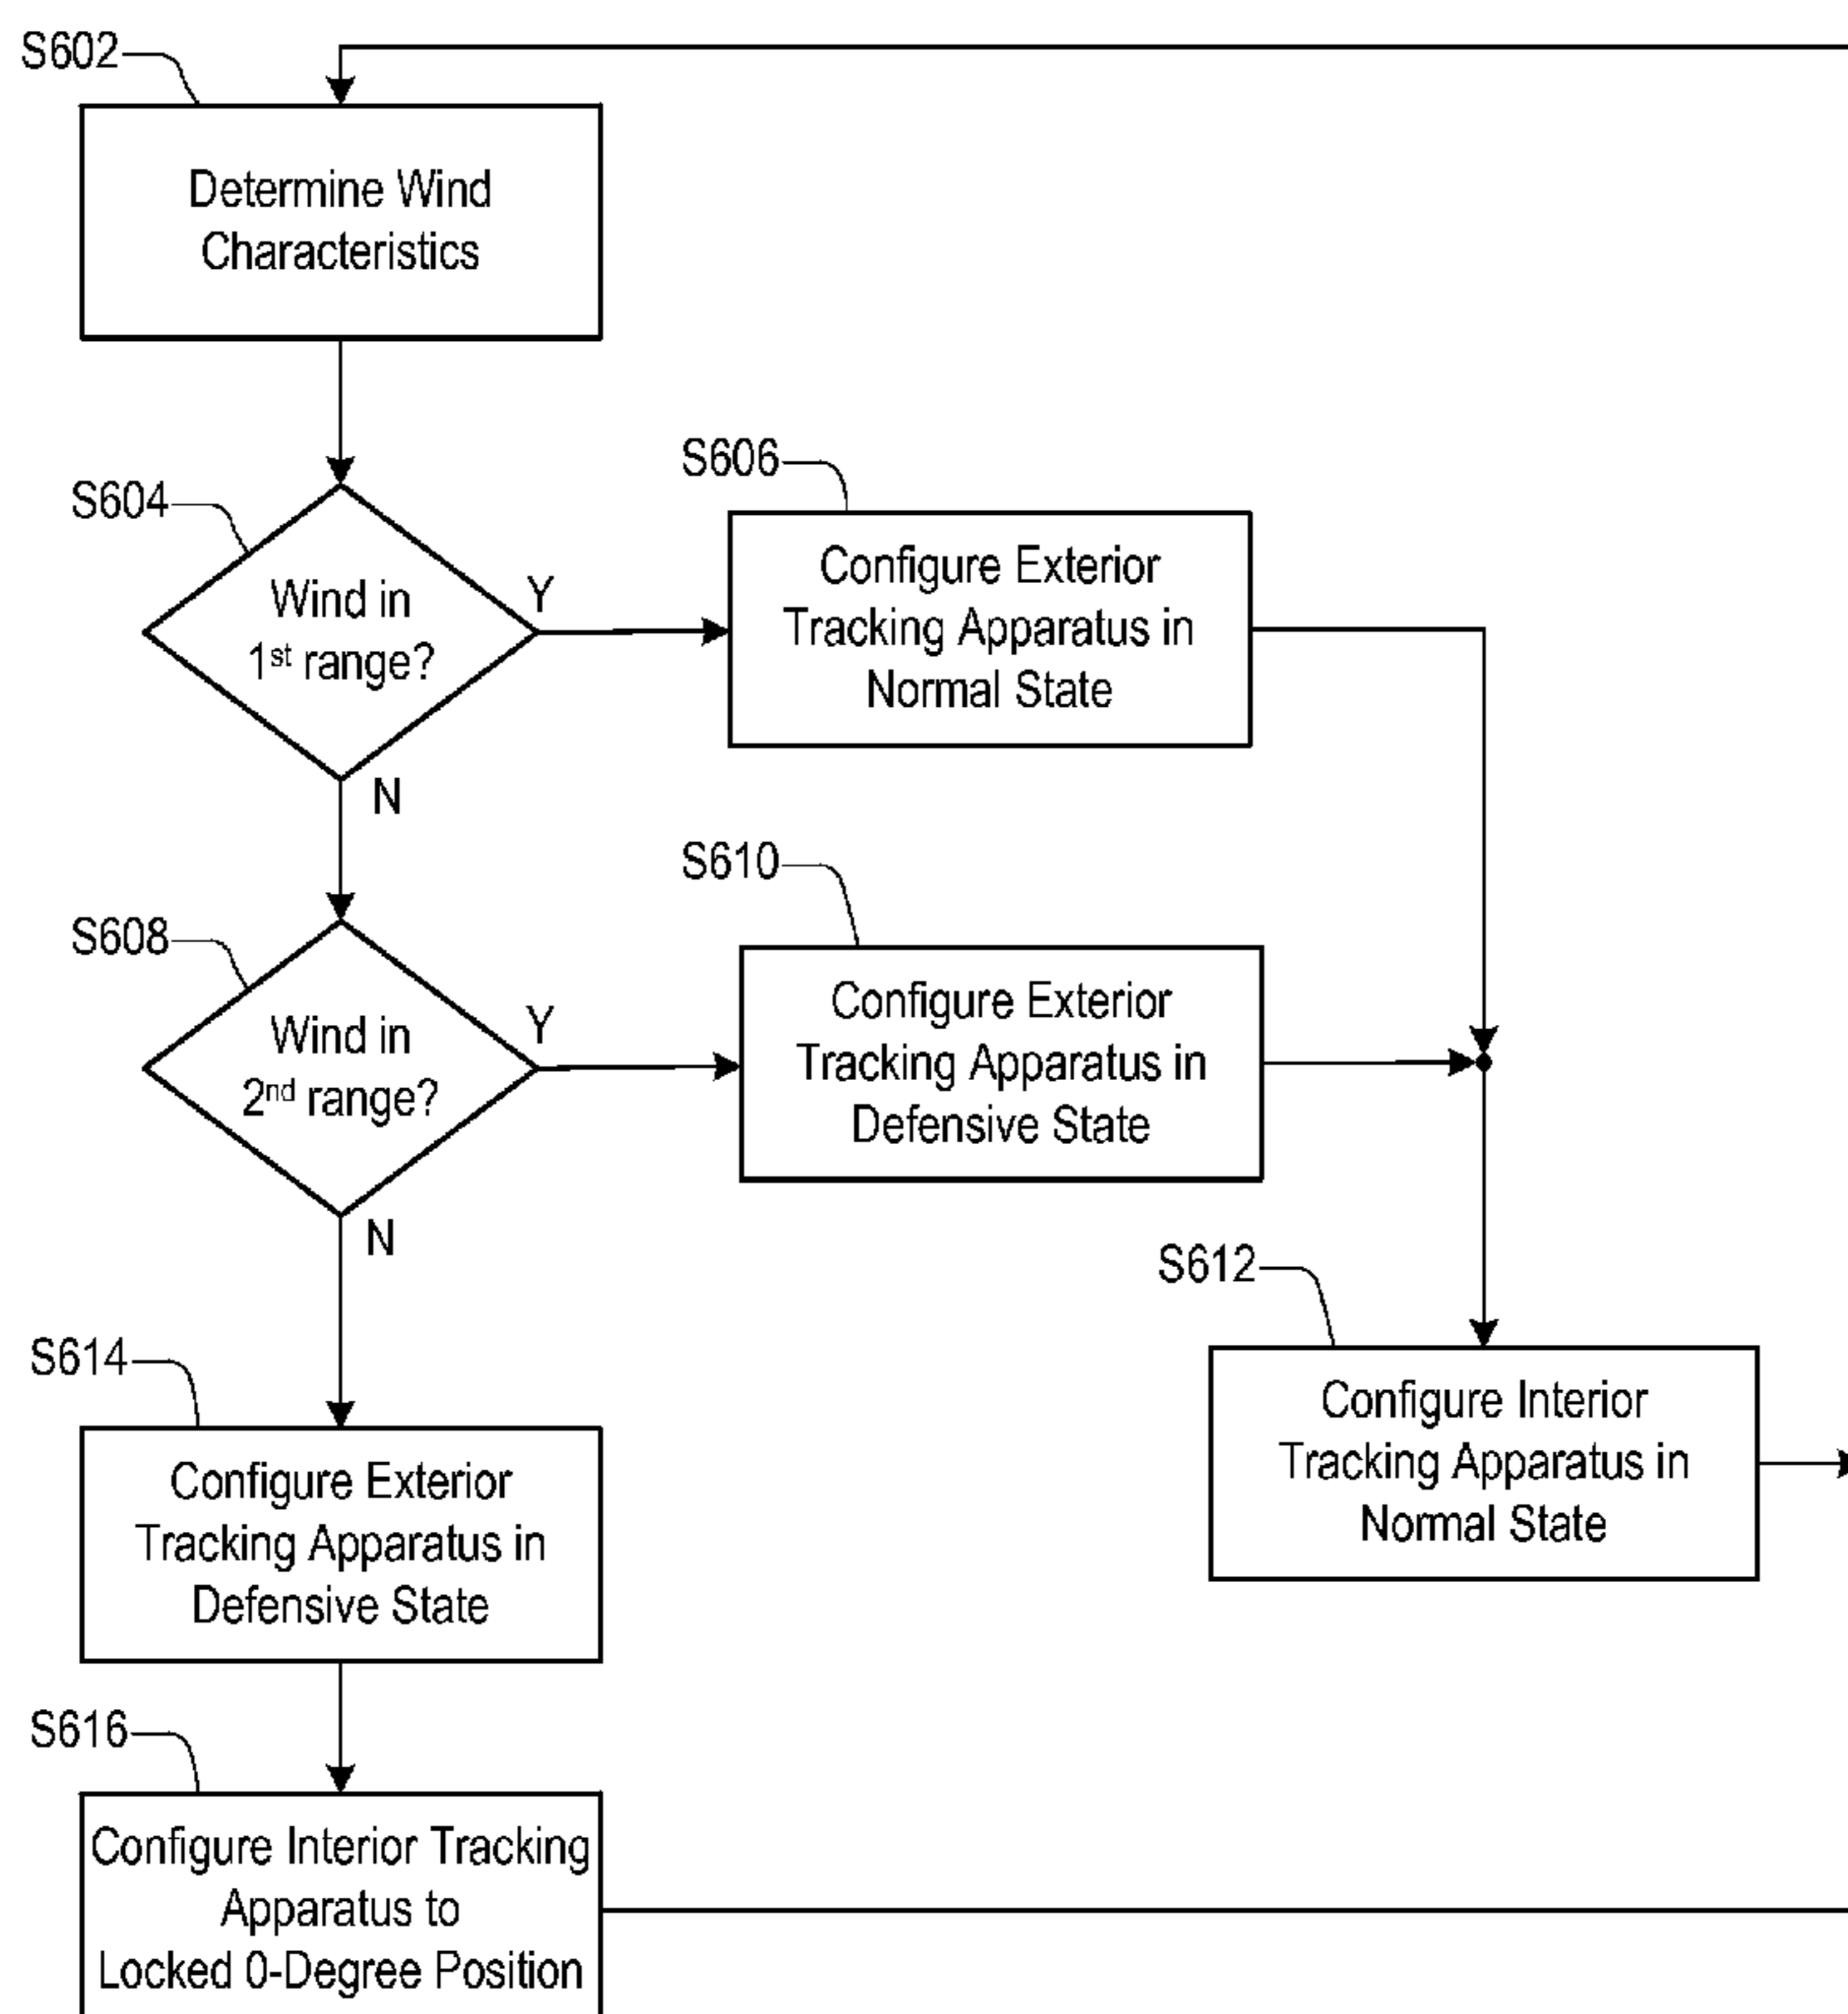 S602
Determine Wind
Characteristics
S604
Wind in
1st range?
Y
N
S606
Configure Exterior
Tracking Apparatus in
Normal State
S608
Wind in
2nd range?
Y
N
S610
Configure Exterior
Tracking Apparatus in
Defensive State
S612
Configure Interior
Tracking Apparatus in
Normal State
S614
Configure Exterior
Tracking Apparatus in
Defensive State
S616
Configure Interior Tracking
Apparatus to
Locked 0-Degree Position